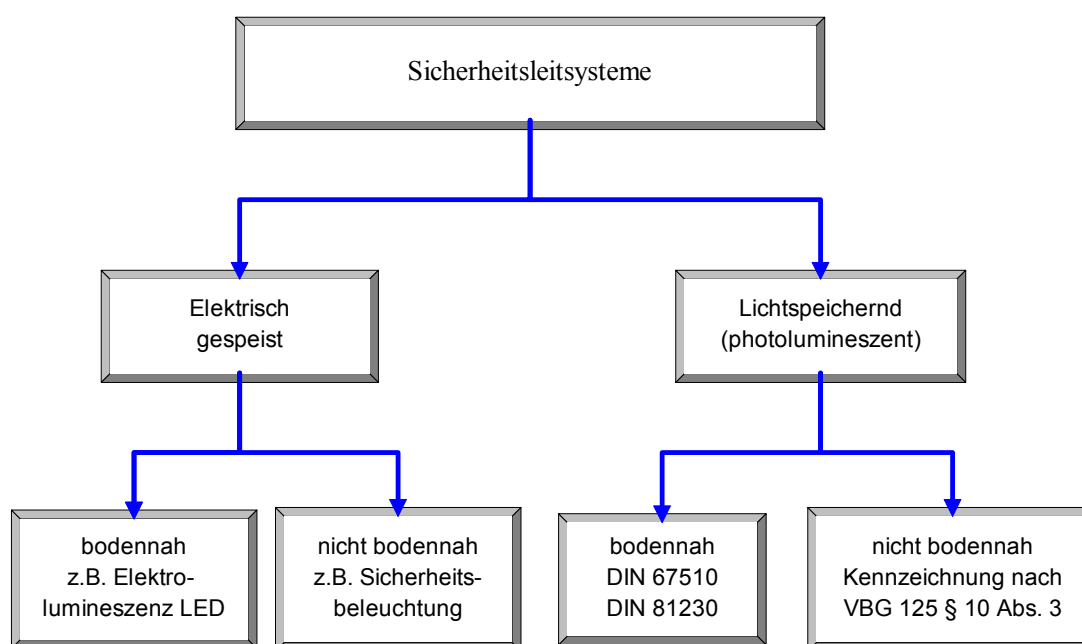 Sicherheitsleitsysteme
Elektrisch
gespeist
Lichtspeichernd
(photolumineszent)
bodennah
z.B. Elektro-
lumineszenz LED
nicht bodennah
z.B. Sicherheits-
beleuchtung
bodennah
DIN 67510
DIN 81230
nicht bodennah
Kennzeichnung nach
VBG 125 § 10 Abs. 3